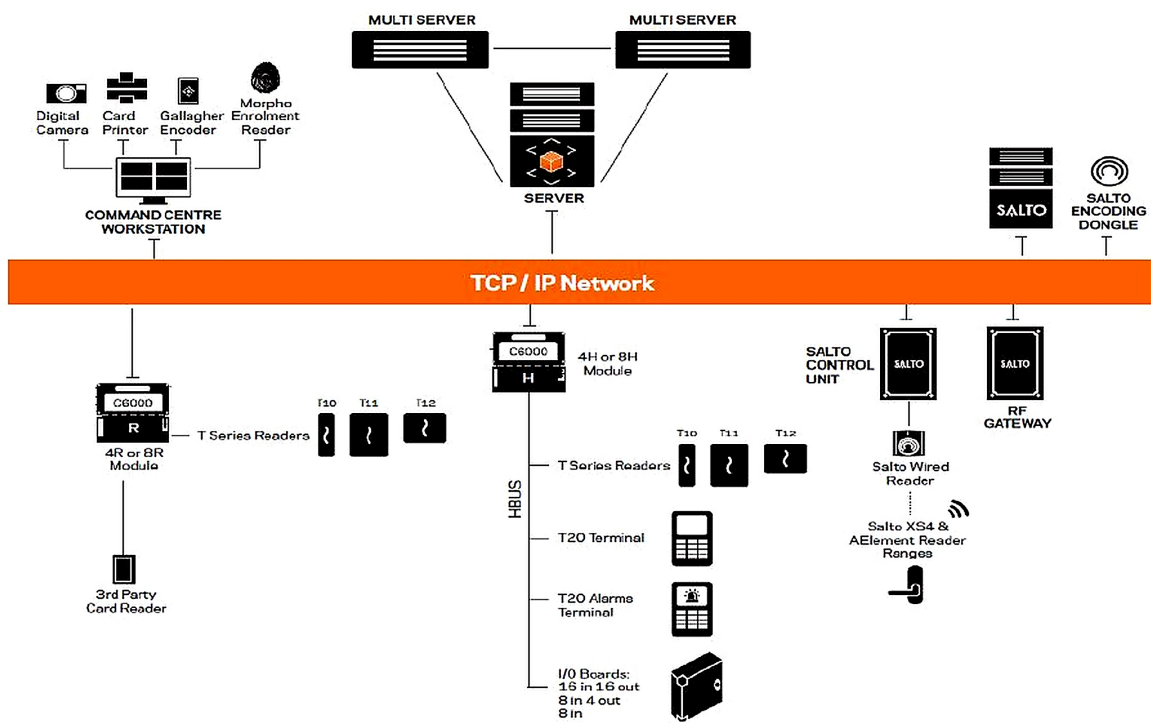 MULTI SERVER
MULTI SERVER
Digital
Camera
Card
Printer
Gallagher
Encoder
Morpho
Enrolment
Reader
COMMAND CENTRE
WORKSTATION
SERVER
SALTO
SALTO
ENCODING
DONGLE
TCP / IP Network
C6000
R
4R or 8R
Module
T Series Readers
T10
T11
T12
3rd Party
Card Reader
C6000
H
4H or 8H
Module
HBUS
T Series Readers
T10
T11
T12
T20 Terminal
T20 Alarms
Terminal
I/0 Boards:
16 in 16 out
8 in 4 out
8 in
SALTO
CONTROL
UNIT
SALTO
SALTO
RF
GATEWAY
Salto Wired
Reader
Salto XS4 &
AElement Reader
Ranges